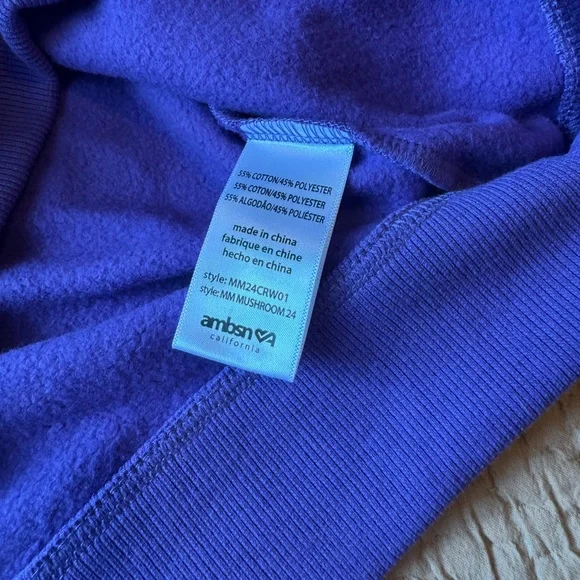 55% COTTON/45% POLYESTER
55% COTON/45% POLYESTER
55% ALGODÃO/45% POLIÉSTER
made in china
fabrique en chine
hecho en china
style: MM24CRW01
style: MM MUSHROOM 24
ambsn
california